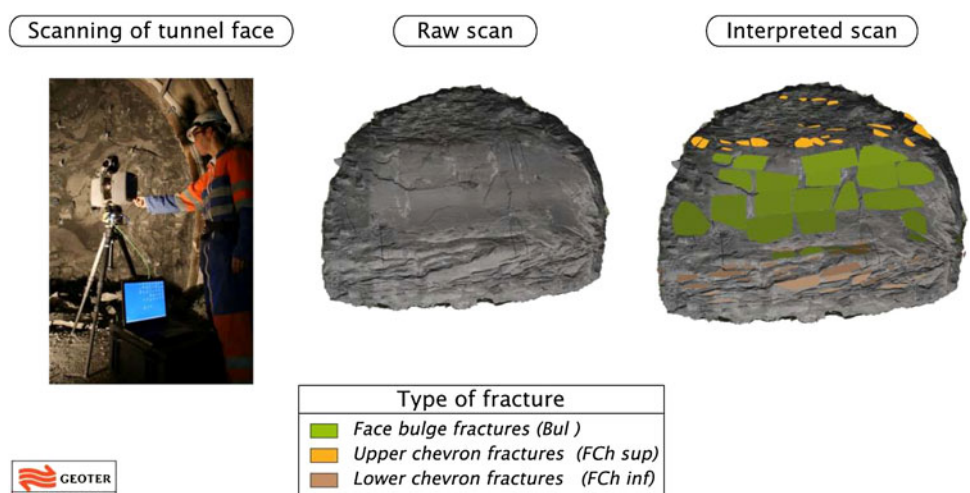 Scanning of tunnel face
Raw scan
Interpreted scan
Type of fracture
Face bulge fractures (Bul )
Upper chevron fractures (FCh sup)
Lower chevron fractures (FCh inf)
GEOTER